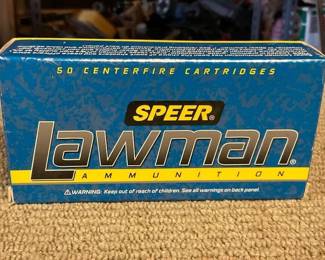 50 CENTERFIRE CARTRIDGES
SPEER®
Lawman®
AMMUNITION
⚠WARNING: Keep out of reach of children. See all warnings on back panel.